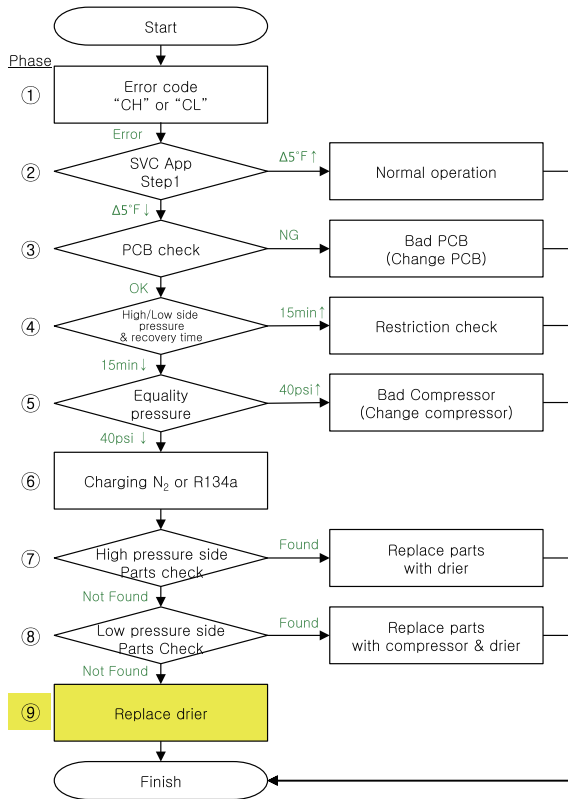 Start
Phase
①
Error code
“CH” or “CL”
Error
②
SVC App
Step1
Δ5°F↑
Normal operation
Δ5°F↓
③
PCB check
NG
Bad PCB
(Change PCB)
OK
④
High/Low side
pressure
& recovery time
15min↑
Restriction check
15min↓
⑤
Equality
pressure
40psi↑
Bad Compressor
(Change compressor)
40psi ↓
⑥
Charging N₂ or R134a
⑦
High pressure side
Parts check
Found
Replace parts
with drier
Not Found
⑧
Low pressure side
Parts Check
Found
Replace parts
with compressor & drier
Not Found
⑨
Replace drier
Finish